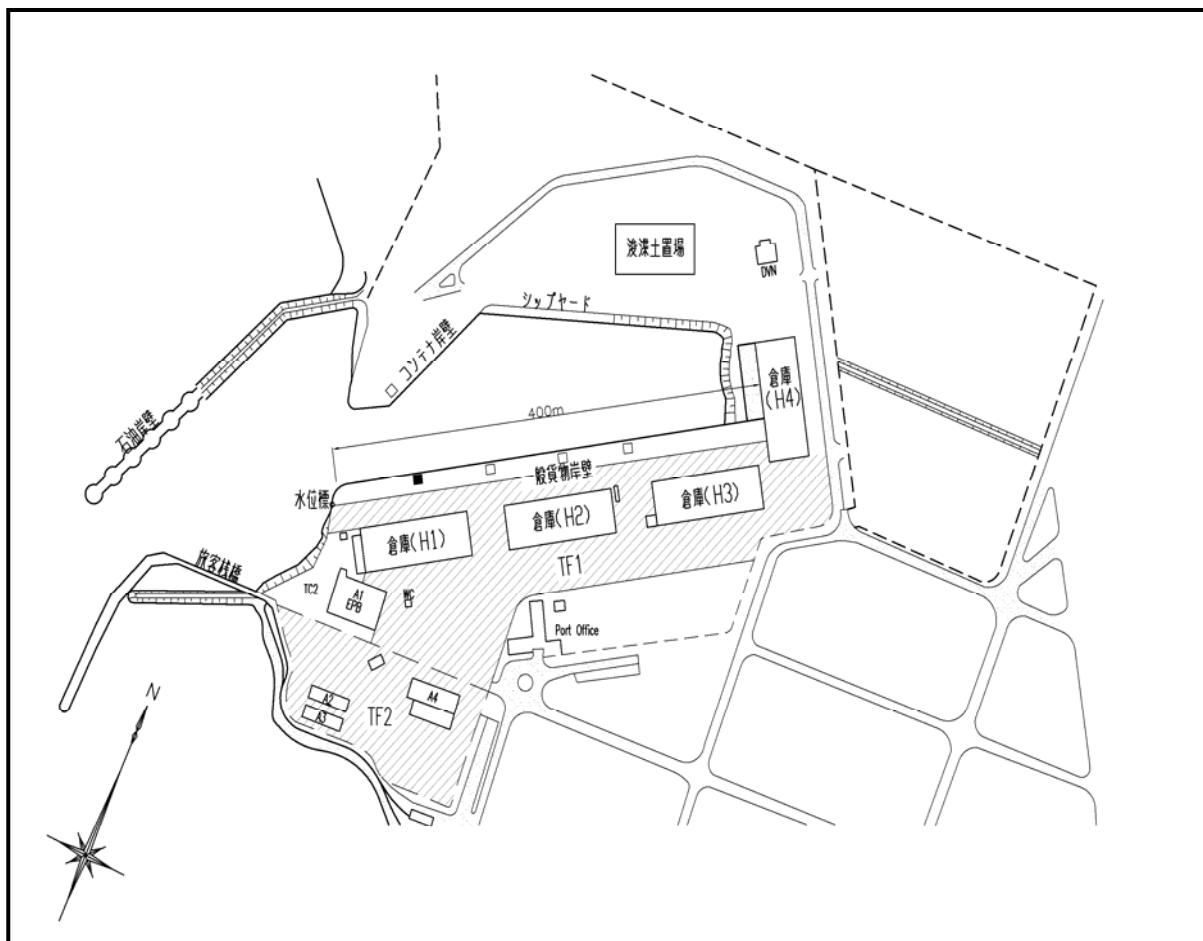 浚渫土置場
DVN
シップヤード
コンテナ岸壁
倉庫
(H4)
400m
石油岸壁
一般貨物岸壁
水位標
倉庫(H3)
倉庫(H2)
倉庫(H1)
旅客桟橋
TF1
TC2
A1
EPB
WC
Port Office
A2
A4
A3
TF2
N